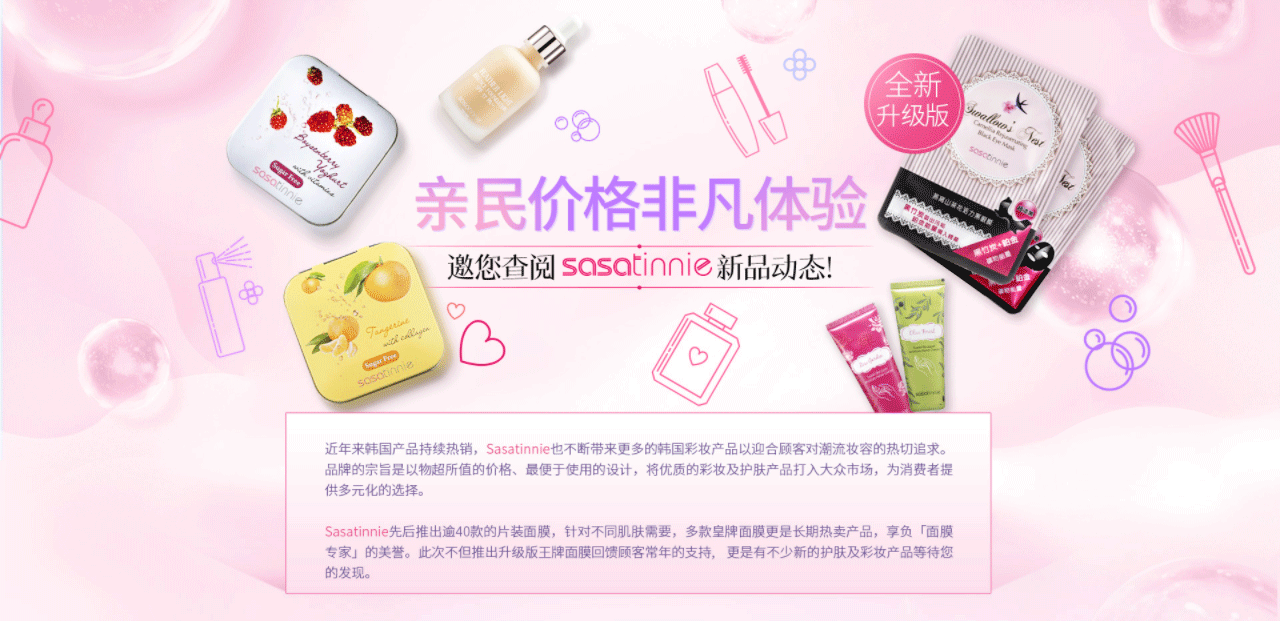 全新
升级版
Boysenberry
Yoghurt
with vitamins
Sugar Free
sasatinnie
Swallow's Nest
Camellia Rejuvenating
Black Eye Mask
sasatinnie
亲民价格非凡体验
邀您查阅 sasatinnie 新品动态!
Tangerine
with collagen
Sugar Free
sasatinnie
黑竹炭+鉑金
sasatinnie
近年来韩国产品持续热销，Sasatinnie也不断带来更多的韩国彩妆产品以迎合顾客对潮流妆容的热切追求。
品牌的宗旨是以物超所值的价格、最便于使用的设计，将优质的彩妆及护肤产品打入大众市场，为消费者提
供多元化的选择。
Sasatinnie先后推出逾40款的片装面膜，针对不同肌肤需要，多款皇牌面膜更是长期热卖产品，享负「面膜
专家」的美誉。此次不但推出升级版王牌面膜回馈顾客常年的支持, 更是有不少新的护肤及彩妆产品等待您
的发现。